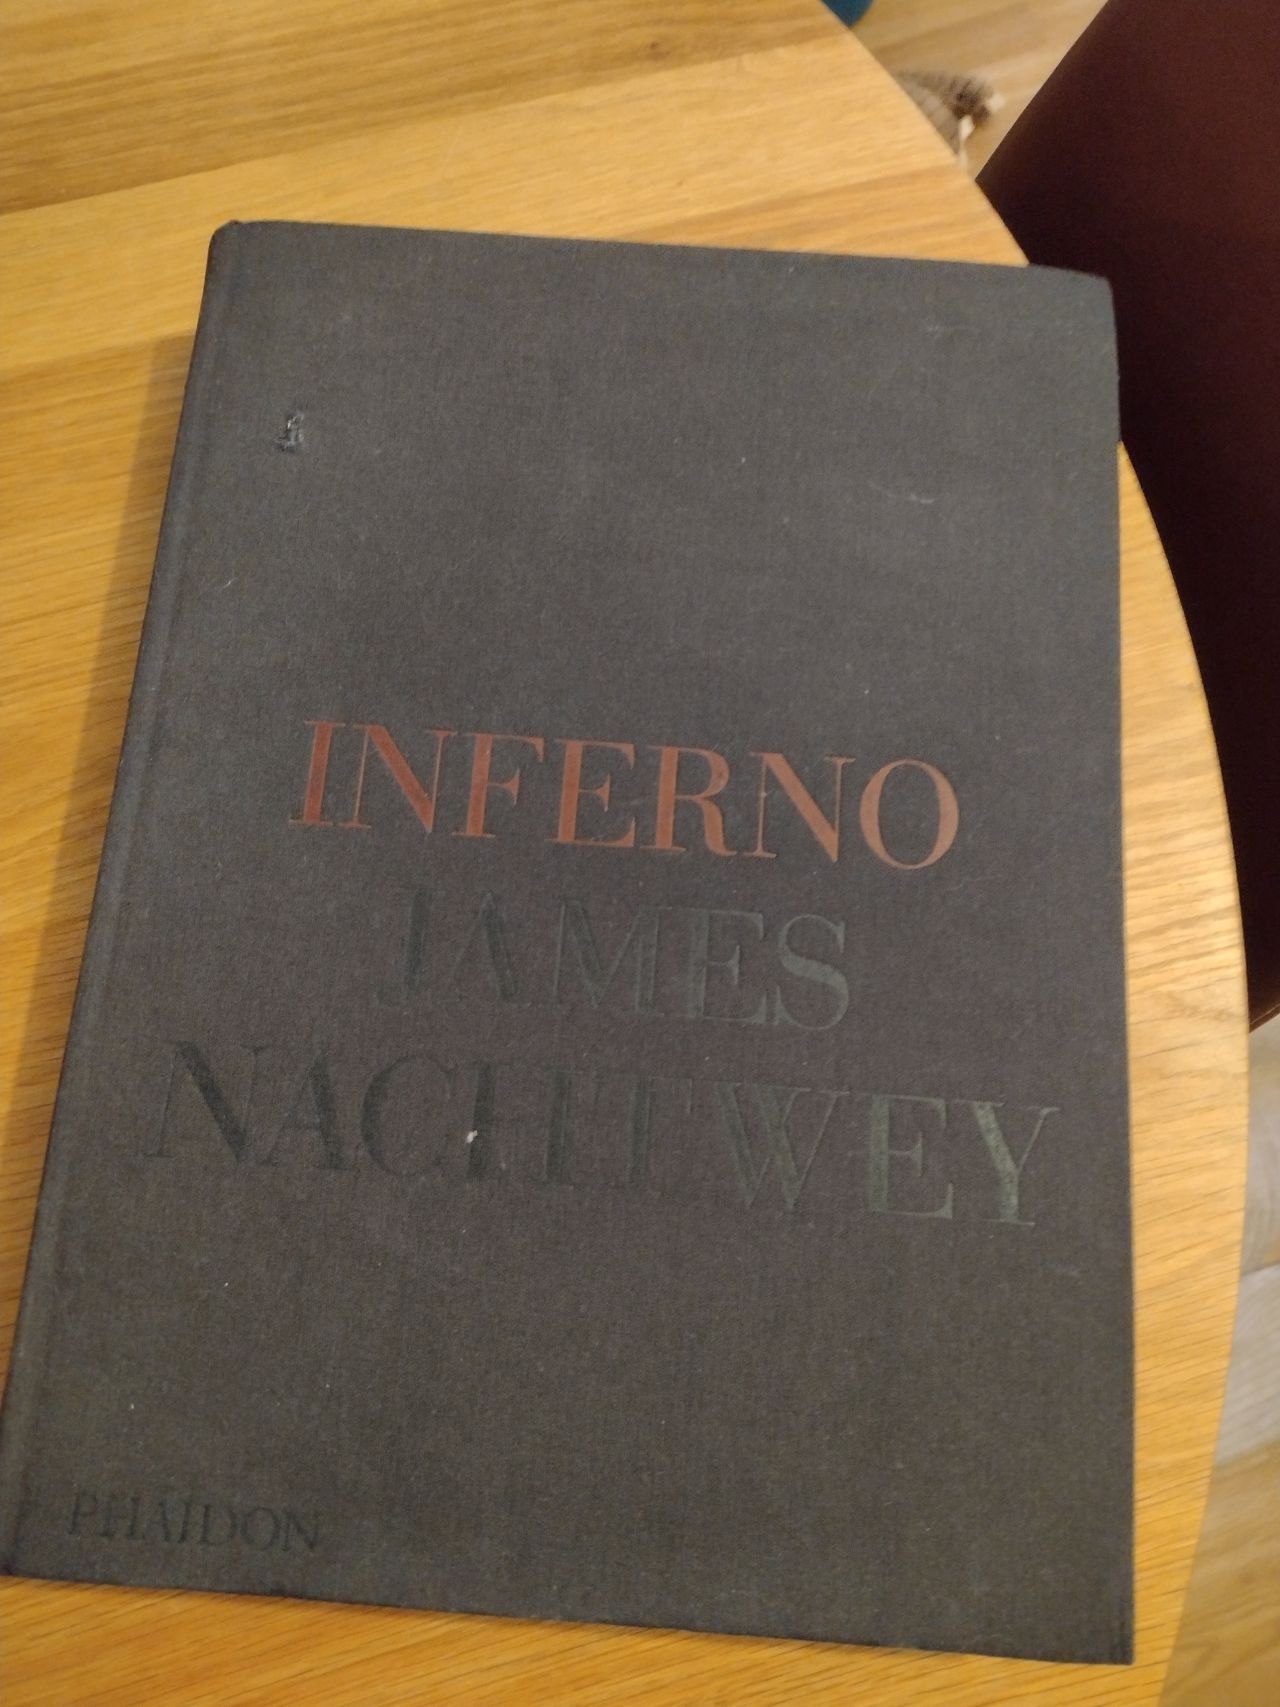 INFERNO
JAMES
NACHTWEY
PHAIDON